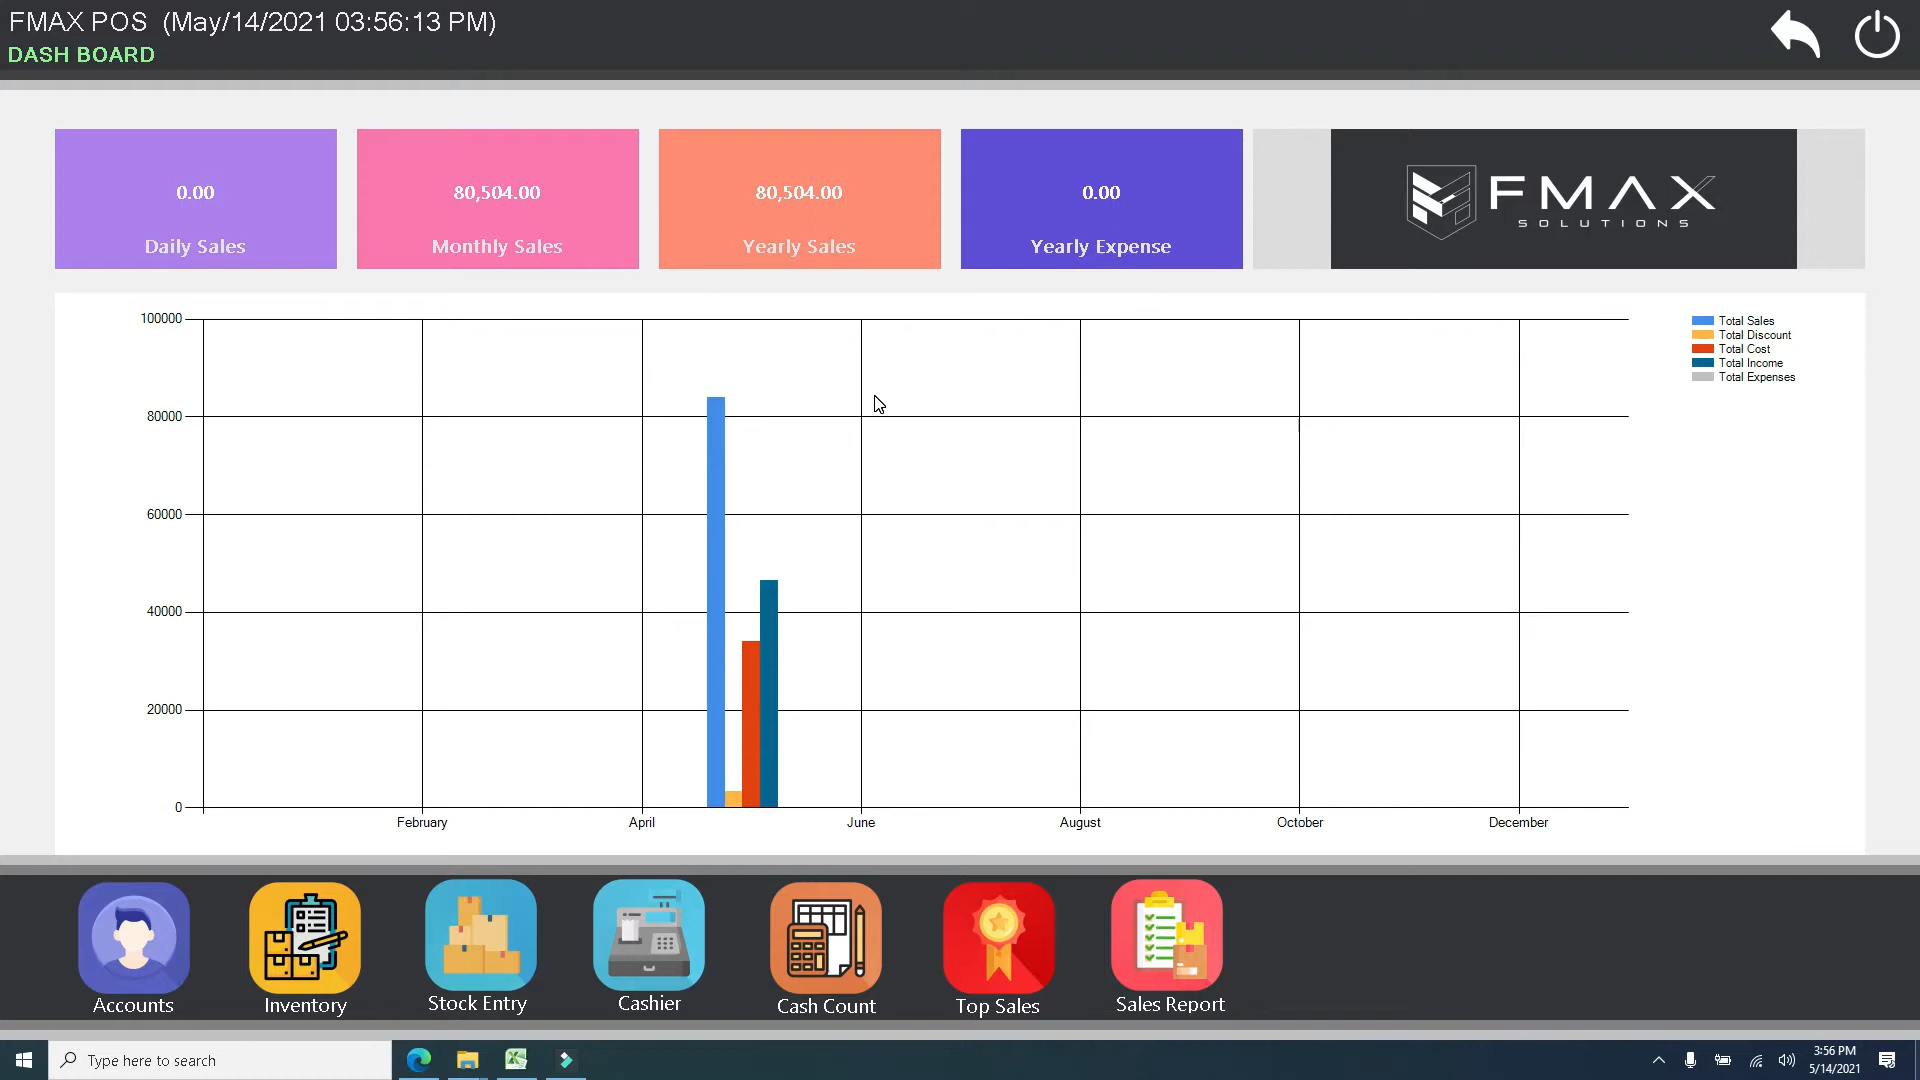 FMAX POS (May/14/2021 03:56:13 PM)
DASH BOARD
0.00
Daily Sales
80,504.00
Monthly Sales
80,504.00
Yearly Sales
0.00
Yearly Expense
FMAX
SOLUTIONS
100000
80000
60000
40000
20000
0
February
April
June
August
October
December
Total Sales
Total Discount
Total Cost
Total Income
Total Expenses
Accounts
Inventory
Stock Entry
Cashier
Cash Count
Top Sales
Sales Report
Type here to search
3:56 PM
5/14/2021